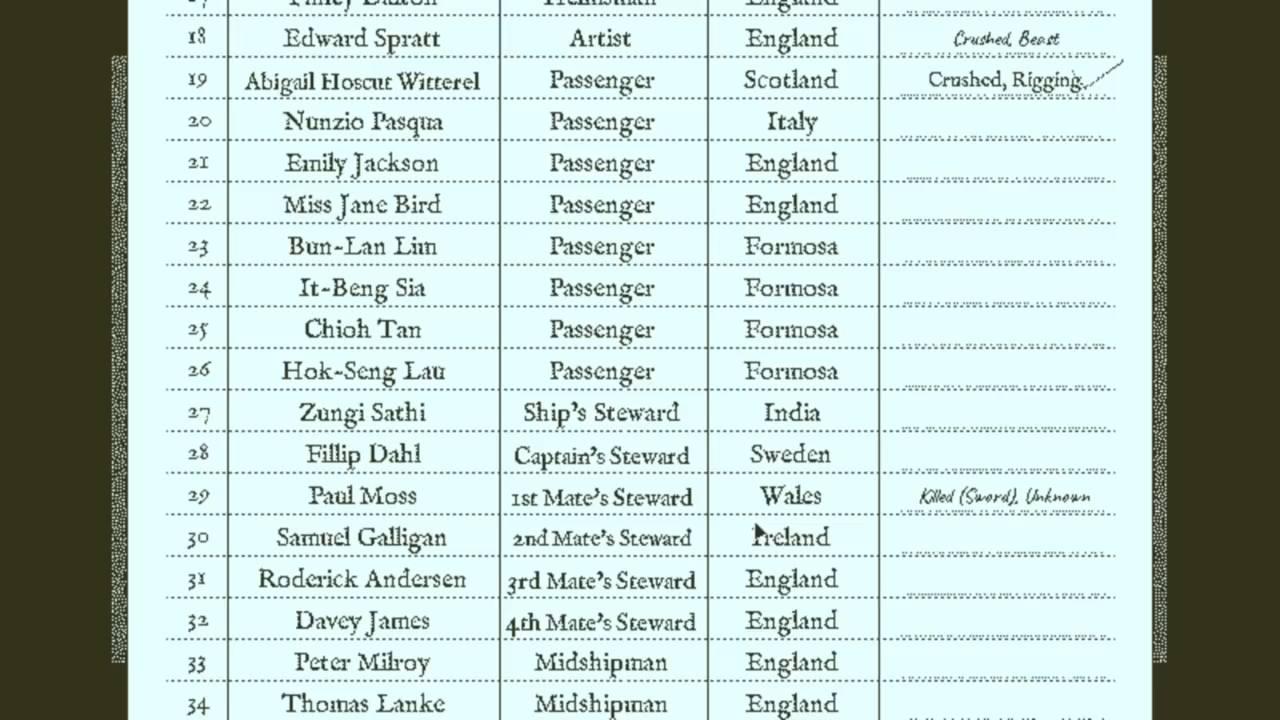 17 Finley Dalton Helmsman England
18 Edward Spratt Artist England Crushed, Beast
19 Abigail Hoscut Witterel Passenger Scotland Crushed, Rigging
20 Nunzio Pasqua Passenger Italy
21 Emily Jackson Passenger England
22 Miss Jane Bird Passenger England
23 Bun-Lan Lim Passenger Formosa
24 It-Beng Sia Passenger Formosa
25 Chioh Tan Passenger Formosa
26 Hok-Seng Lau Passenger Formosa
27 Zungi Sathi Ship's Steward India
28 Fillip Dahl Captain's Steward Sweden
29 Paul Moss 1st Mate's Steward Wales Killed (Sword), Unknown
30 Samuel Galligan 2nd Mate's Steward Ireland
31 Roderick Andersen 3rd Mate's Steward England
32 Davey James 4th Mate's Steward England
33 Peter Milroy Midshipman England
34 Thomas Lanke Midshipman England